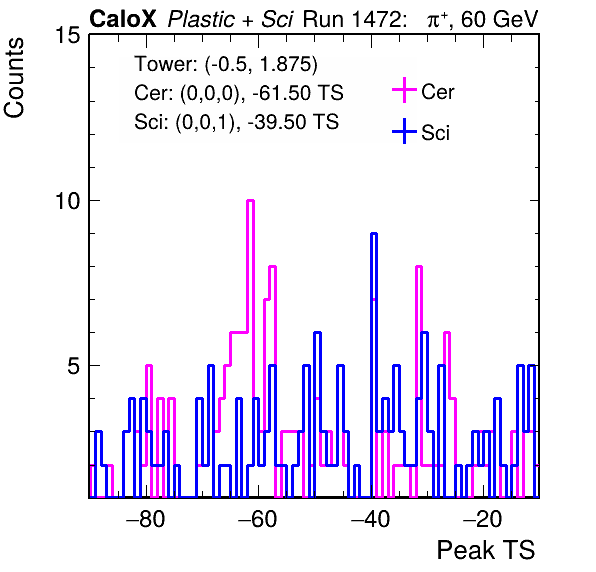 CaloX Plastic + Sci Run 1472: π⁺, 60 GeV
Counts
15
10
5
Tower: (-0.5, 1.875)
Cer: (0,0,0), -61.50 TS
Sci: (0,0,1), -39.50 TS
Cer
Sci
−80 −60 −40 −20
Peak TS